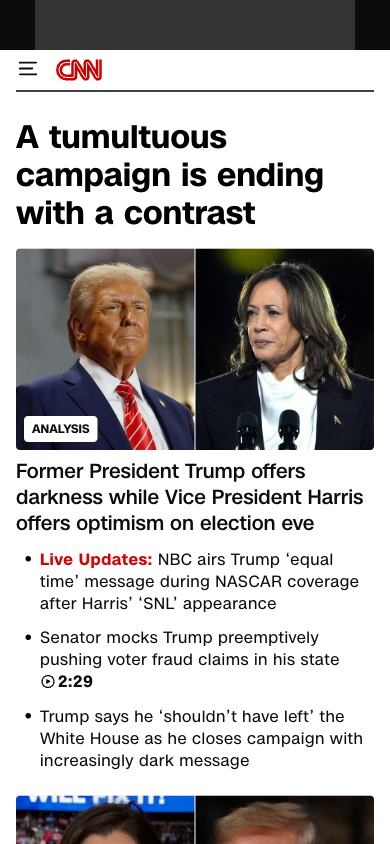 CNN
A tumultuous
campaign is ending
with a contrast
ANALYSIS
Former President Trump offers
darkness while Vice President Harris
offers optimism on election eve
• Live Updates: NBC airs Trump ‘equal
time’ message during NASCAR coverage
after Harris’ ‘SNL’ appearance
• Senator mocks Trump preemptively
pushing voter fraud claims in his state
2:29
• Trump says he ‘shouldn’t have left’ the
White House as he closes campaign with
increasingly dark message
WILL FIX IT!